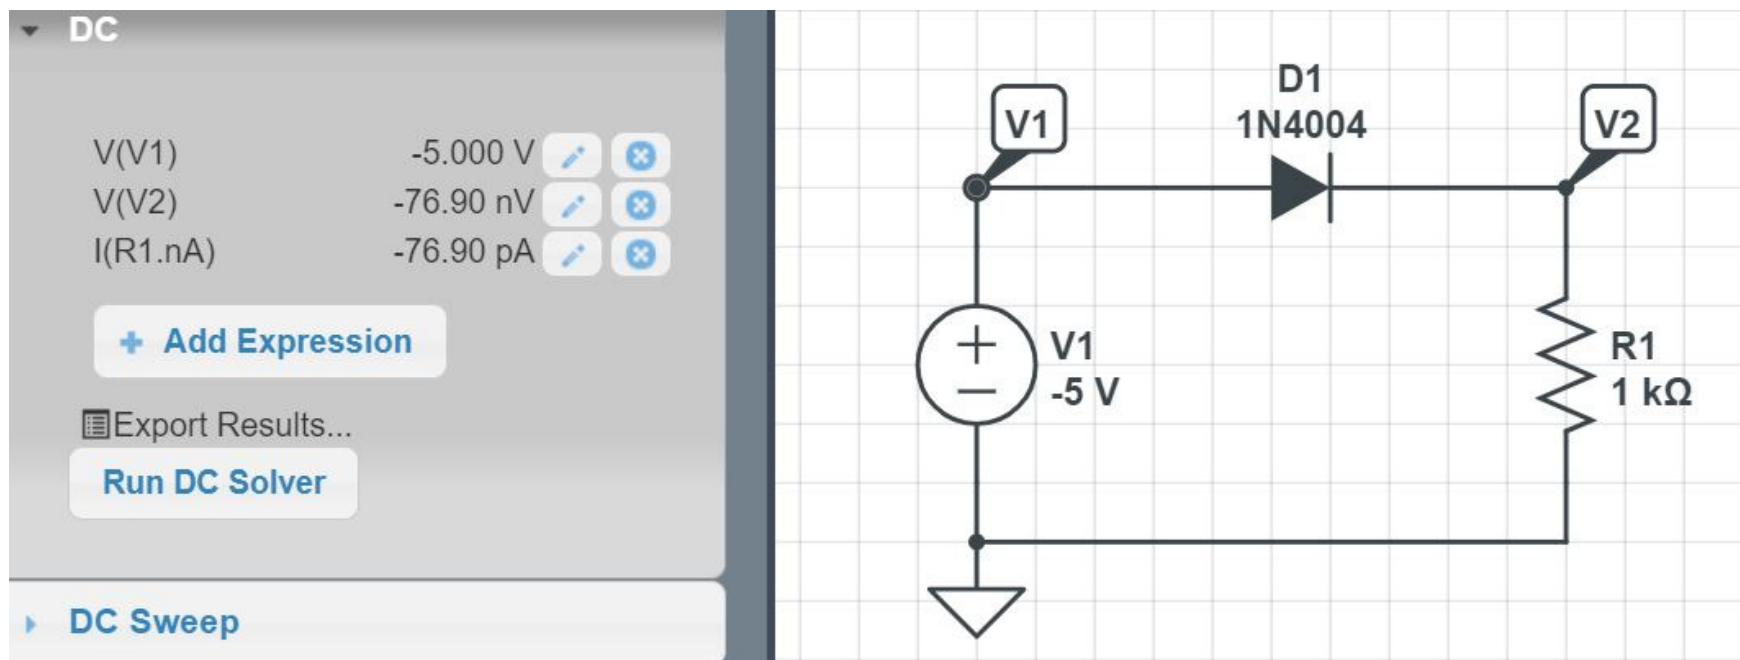 DC
V(V1) -5.000 V
V(V2) -76.90 nV
I(R1.nA) -76.90 pA
+ Add Expression
Export Results...
Run DC Solver
DC Sweep
D1
1N4004
V1
V2
+
−
V1
-5 V
R1
1 kΩ